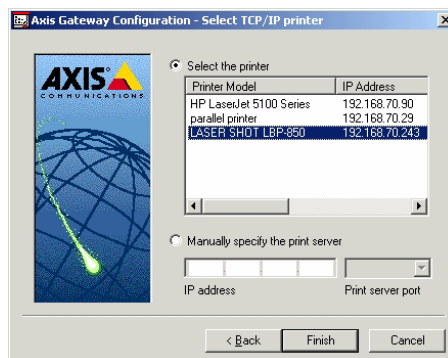 Axis Gateway Configuration - Select TCP/IP printer
AXIS
COMMUNICATIONS
Select the printer
Printer Model IP Address
HP LaserJet 5100 Series 192.168.70.90
parallel printer 192.168.70.29
LASER SHOT LBP-850 192.168.70.243
Manually specify the print server
. . .
IP address Print server port
< Back Finish Cancel